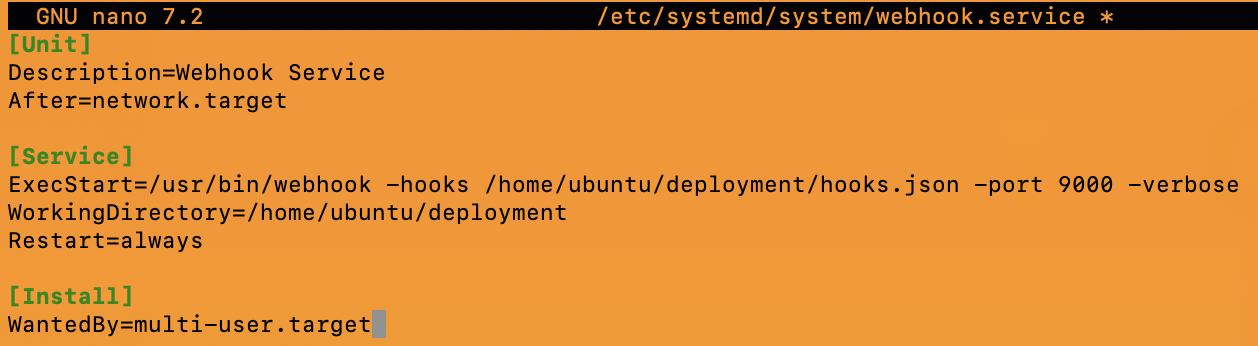 GNU nano 7.2 /etc/systemd/system/webhook.service *
[Unit]
Description=Webhook Service
After=network.target
[Service]
ExecStart=/usr/bin/webhook -hooks /home/ubuntu/deployment/hooks.json -port 9000 -verbose
WorkingDirectory=/home/ubuntu/deployment
Restart=always
[Install]
WantedBy=multi-user.target